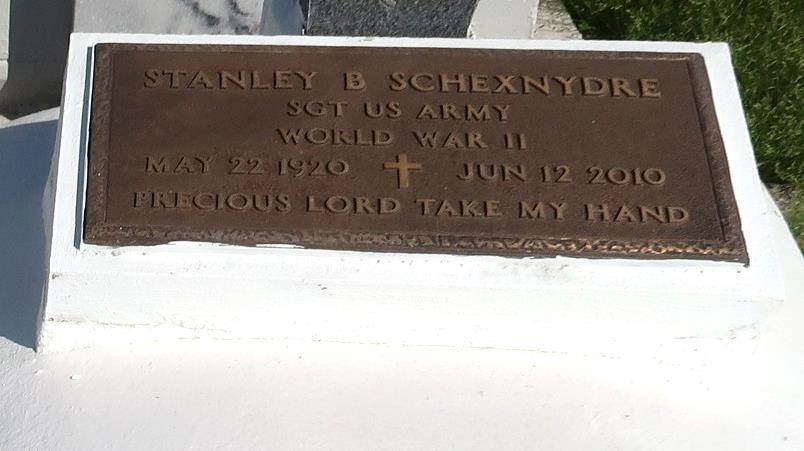 STANLEY B SCHEXNYDRE
SGT US ARMY
WORLD WAR II
MAY 22 1920 JUN 12 2010
PRECIOUS LORD TAKE MY HAND